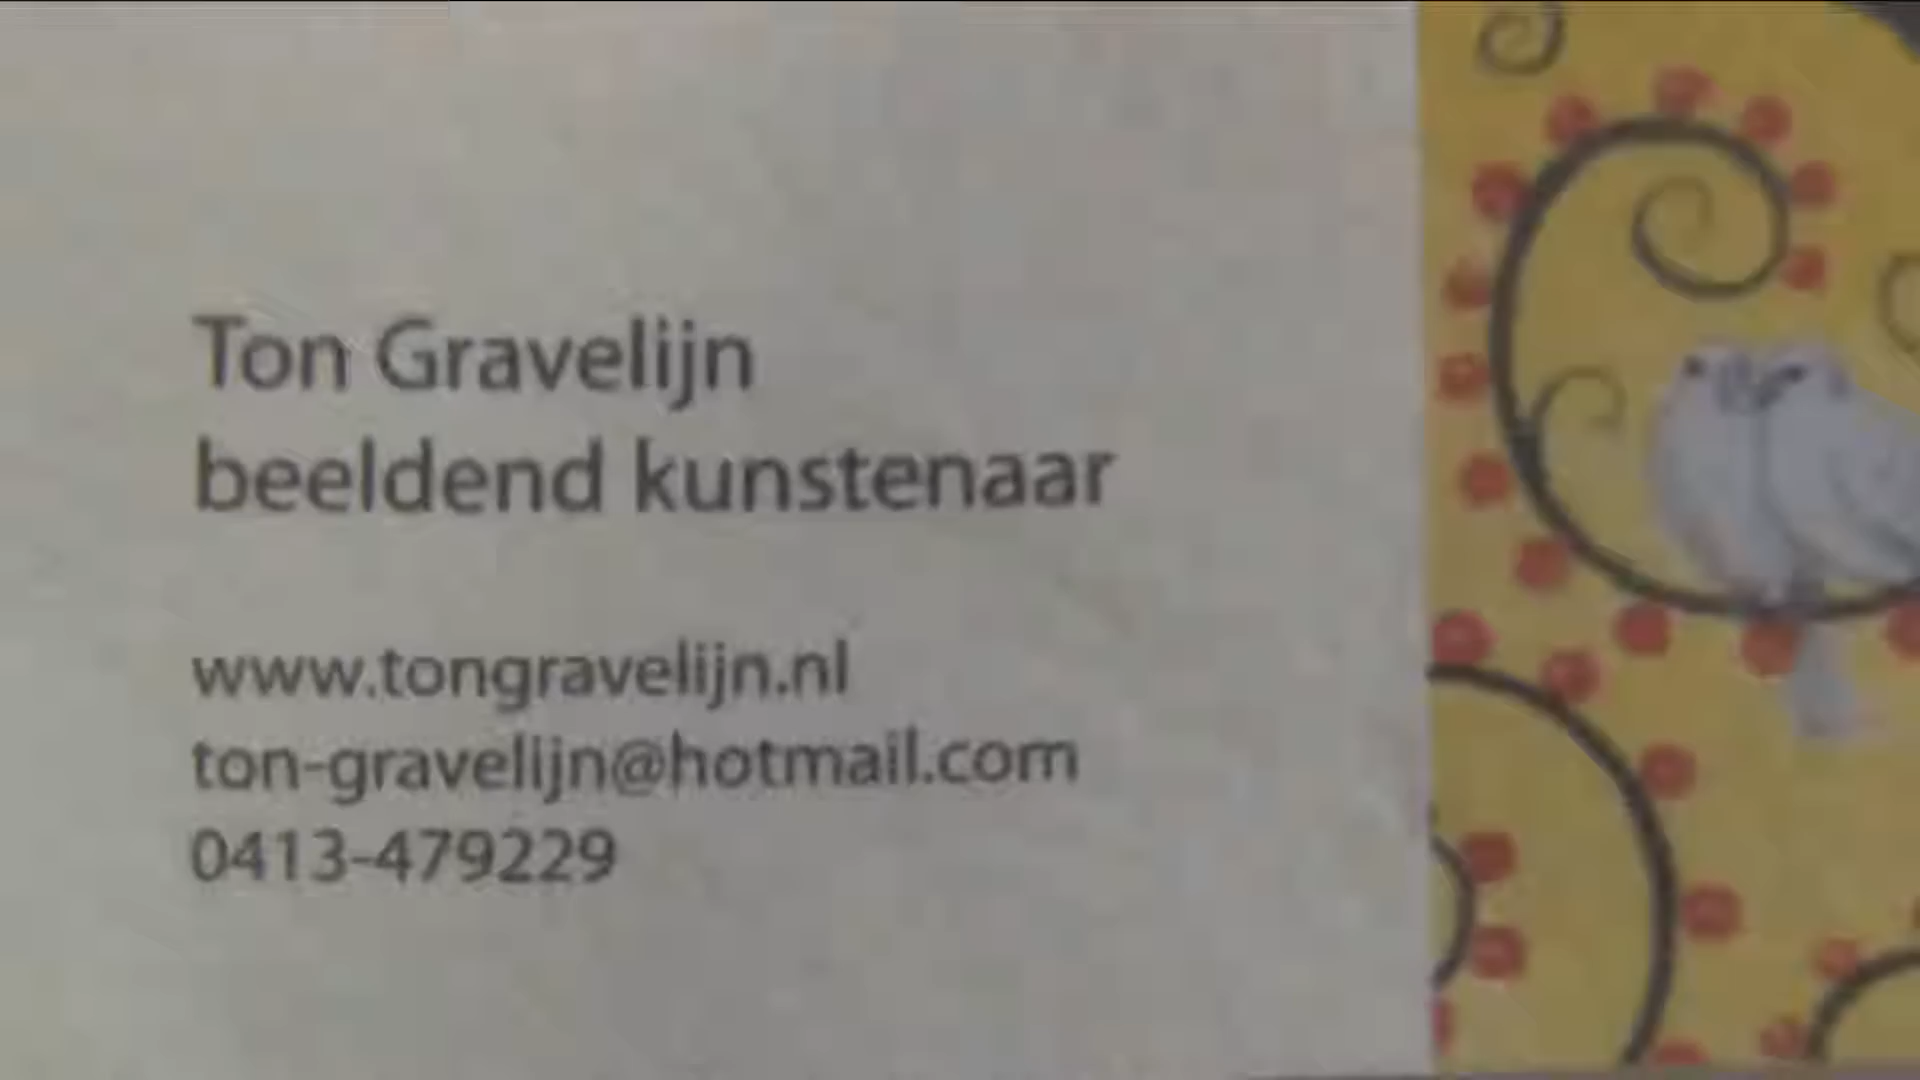 Ton Gravelijn
beeldend kunstenaar
www.tongravelijn.nl
ton-gravelijn@hotmail.com
0413-479229